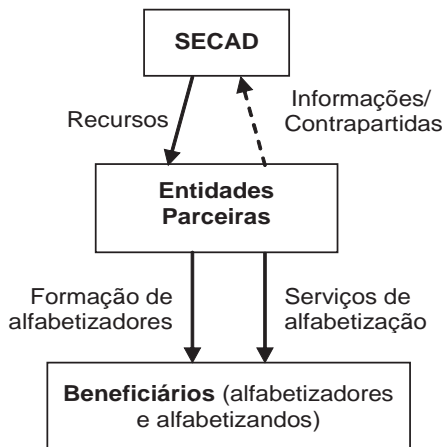 SECAD
Recursos
Informações/
Contrapartidas
Entidades
Parceiras
Formação de
alfabetizadores
Serviços de
alfabetização
Beneficiários (alfabetizadores
e alfabetizandos)